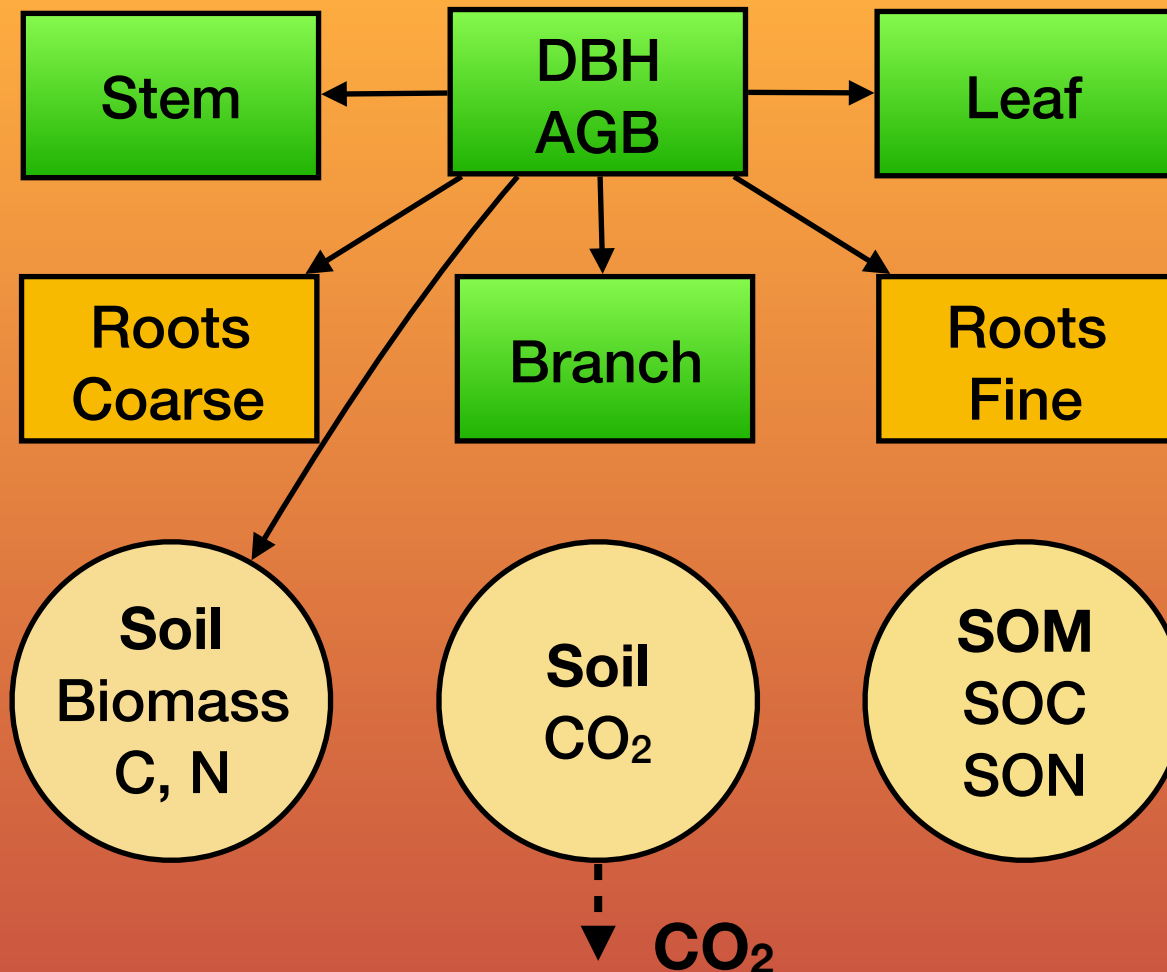 Stem
DBH
AGB
Leaf
Roots
Coarse
Branch
Roots
Fine
Soil
Biomass
C, N
Soil
CO₂
SOM
SOC
SON
CO₂